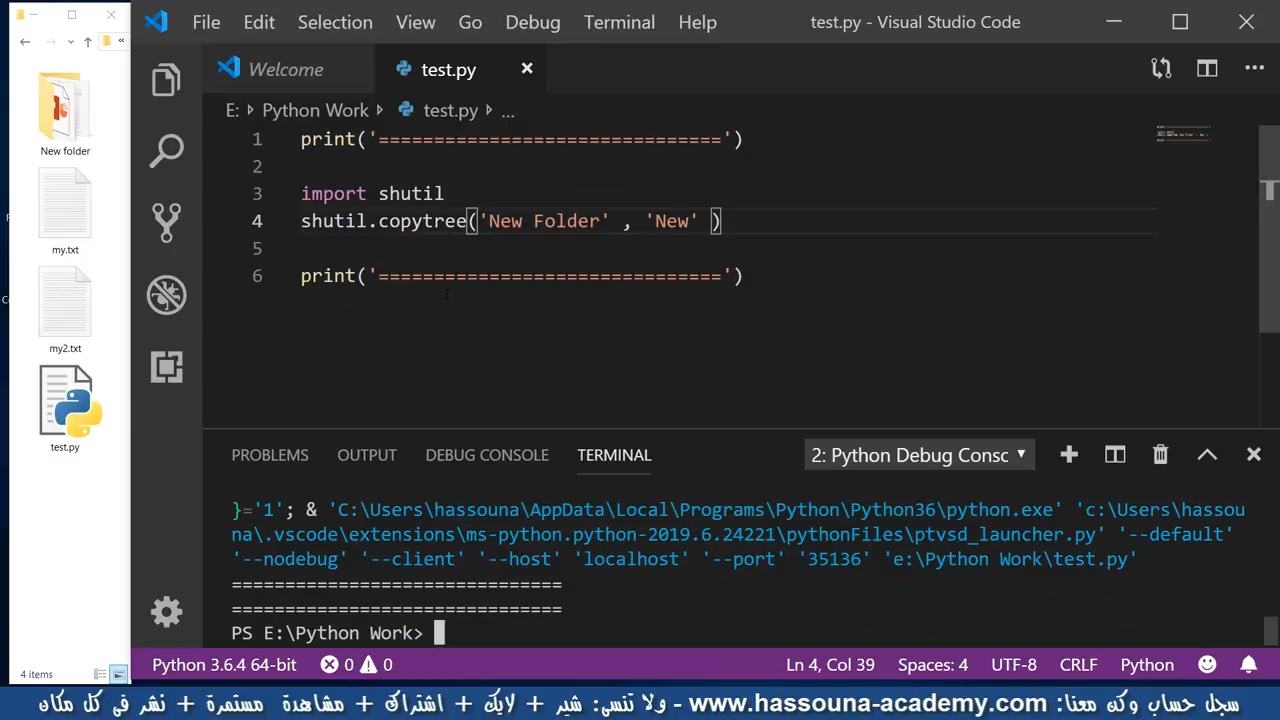 File Edit Selection View Go Debug Terminal Help
test.py - Visual Studio Code
Welcome
test.py
E: Python Work test.py ...
1 print('==============================')
2
3 import shutil
4 shutil.copytree('New Folder' , 'New' )
5
6 print('==============================')
New folder
my.txt
my2.txt
test.py
4 items
PROBLEMS OUTPUT DEBUG CONSOLE TERMINAL
2: Python Debug Consc
}='1'; & 'C:\Users\hassouna\AppData\Local\Programs\Python\Python36\python.exe' 'c:\Users\hassou
na\.vscode\extensions\ms-python.python-2019.6.24221\pythonFiles\ptvsd_launcher.py' '--default'
'--nodebug' '--client' '--host' 'localhost' '--port' '35136' 'e:\Python Work\test.py'
==============================
==============================
PS E:\Python Work>
Python 3.6.4 64-bit 0 0 Ln 4, Col 39 Spaces: 4 UTF-8 CRLF Python
سجل حساب وكن معنا: www.hassouna-academy.com - ولا تنسى: شير + لايك + اشتراك + مشاهدة مستمرة + نشر فى كل مكان